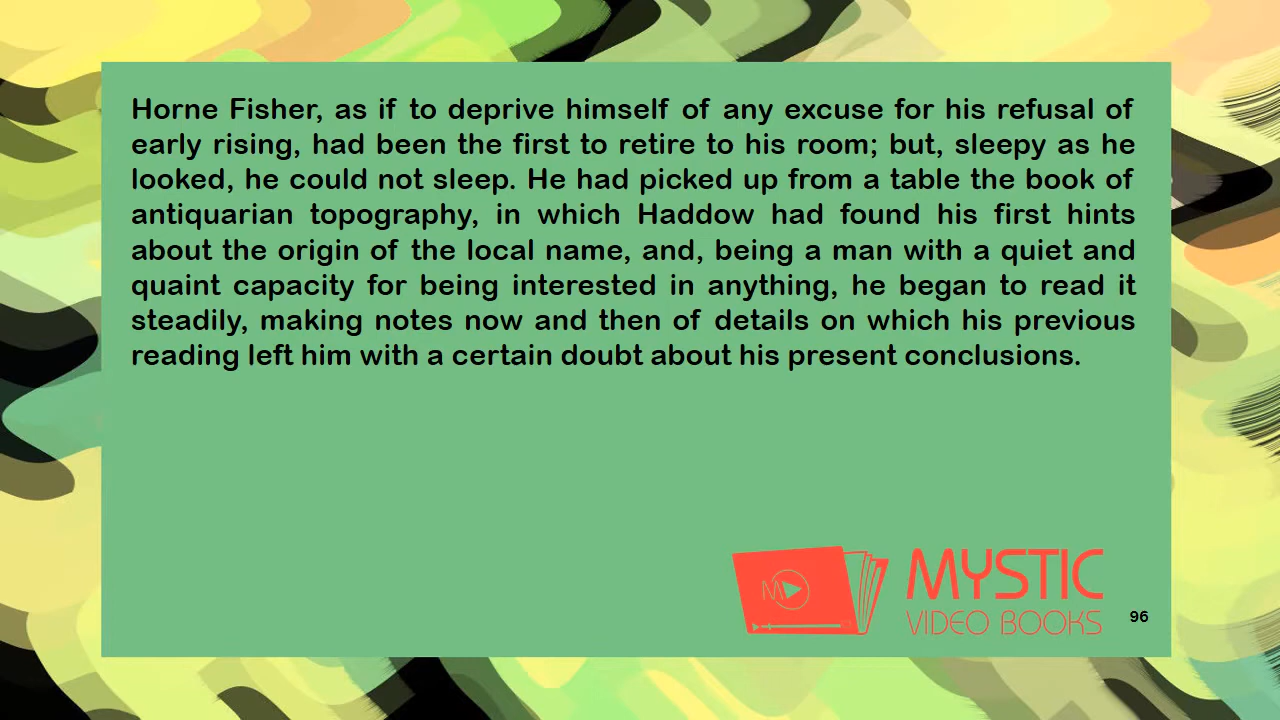 Horne Fisher, as if to deprive himself of any excuse for his refusal of
early rising, had been the first to retire to his room; but, sleepy as he
looked, he could not sleep. He had picked up from a table the book of
antiquarian topography, in which Haddow had found his first hints
about the origin of the local name, and, being a man with a quiet and
quaint capacity for being interested in anything, he began to read it
steadily, making notes now and then of details on which his previous
reading left him with a certain doubt about his present conclusions.
M
MYSTIC
VIDEO BOOKS
96